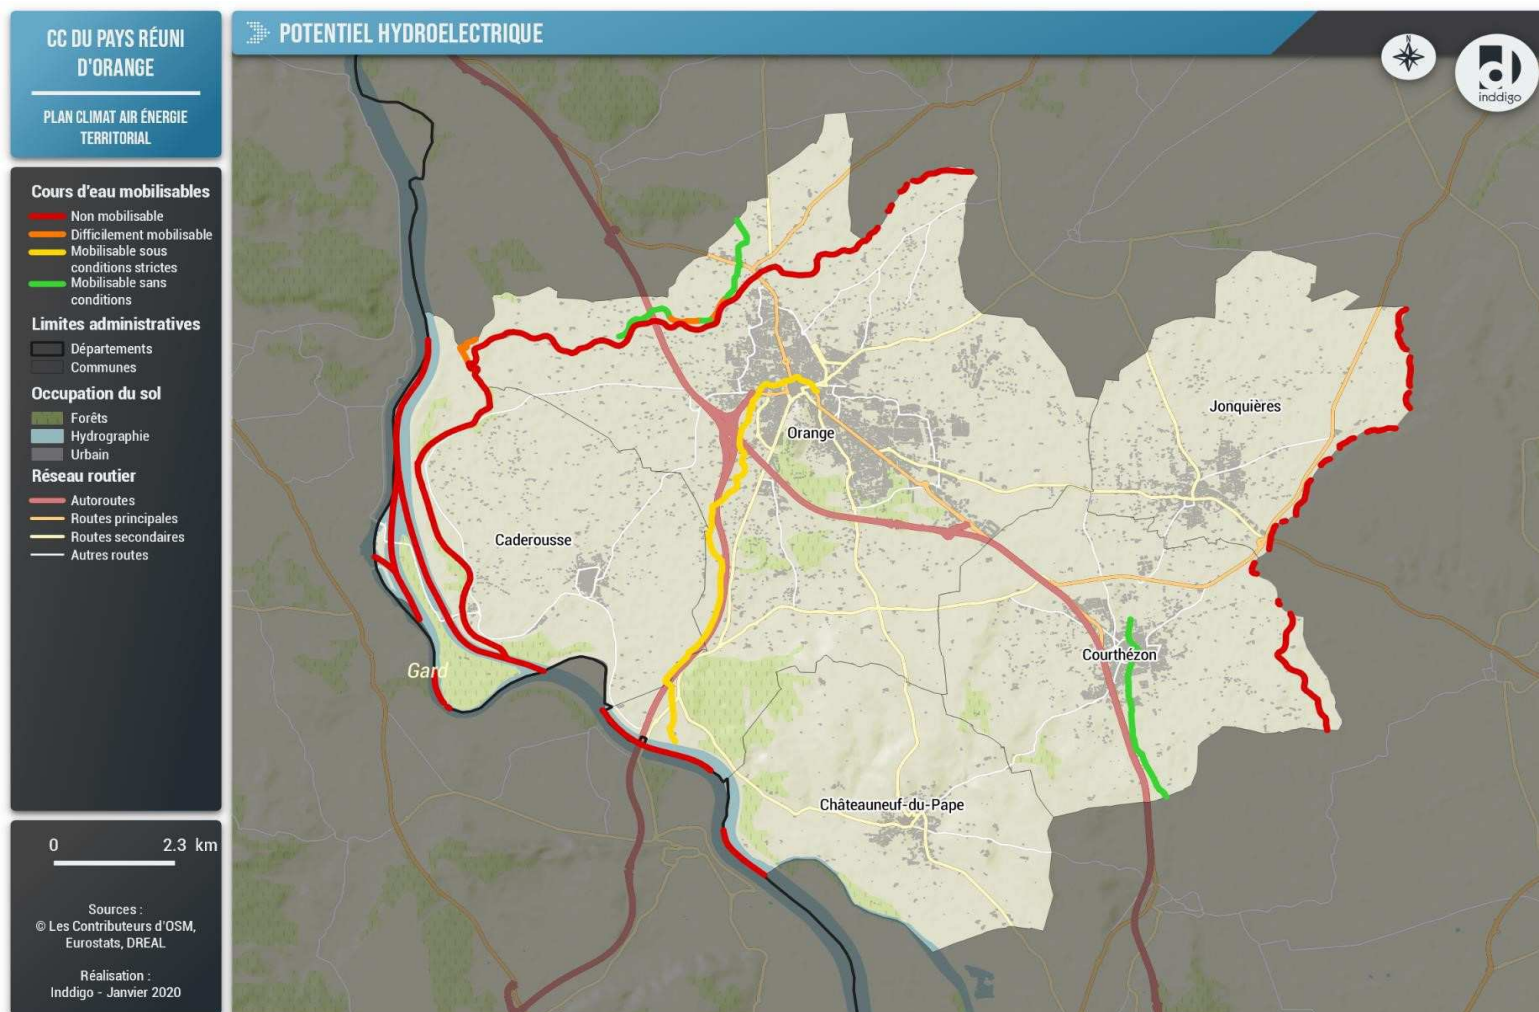 CC DU PAYS RÉUNI
D'ORANGE
PLAN CLIMAT AIR ÉNERGIE
TERRITORIAL
POTENTIEL HYDROELECTRIQUE
N
inddigo
Cours d'eau mobilisables
Non mobilisable
Difficilement mobilisable
Mobilisable sous
conditions strictes
Mobilisable sans
conditions
Limites administratives
Départements
Communes
Occupation du sol
Forêts
Hydrographie
Urbain
Réseau routier
Autoroutes
Routes principales
Routes secondaires
Autres routes
0 2.3 km
Sources :
© Les Contributeurs d'OSM,
Eurostats, DREAL
Réalisation :
Inddigo - Janvier 2020
Jonquières
Orange
Caderousse
Courthézon
Gard
Châteauneuf-du-Pape